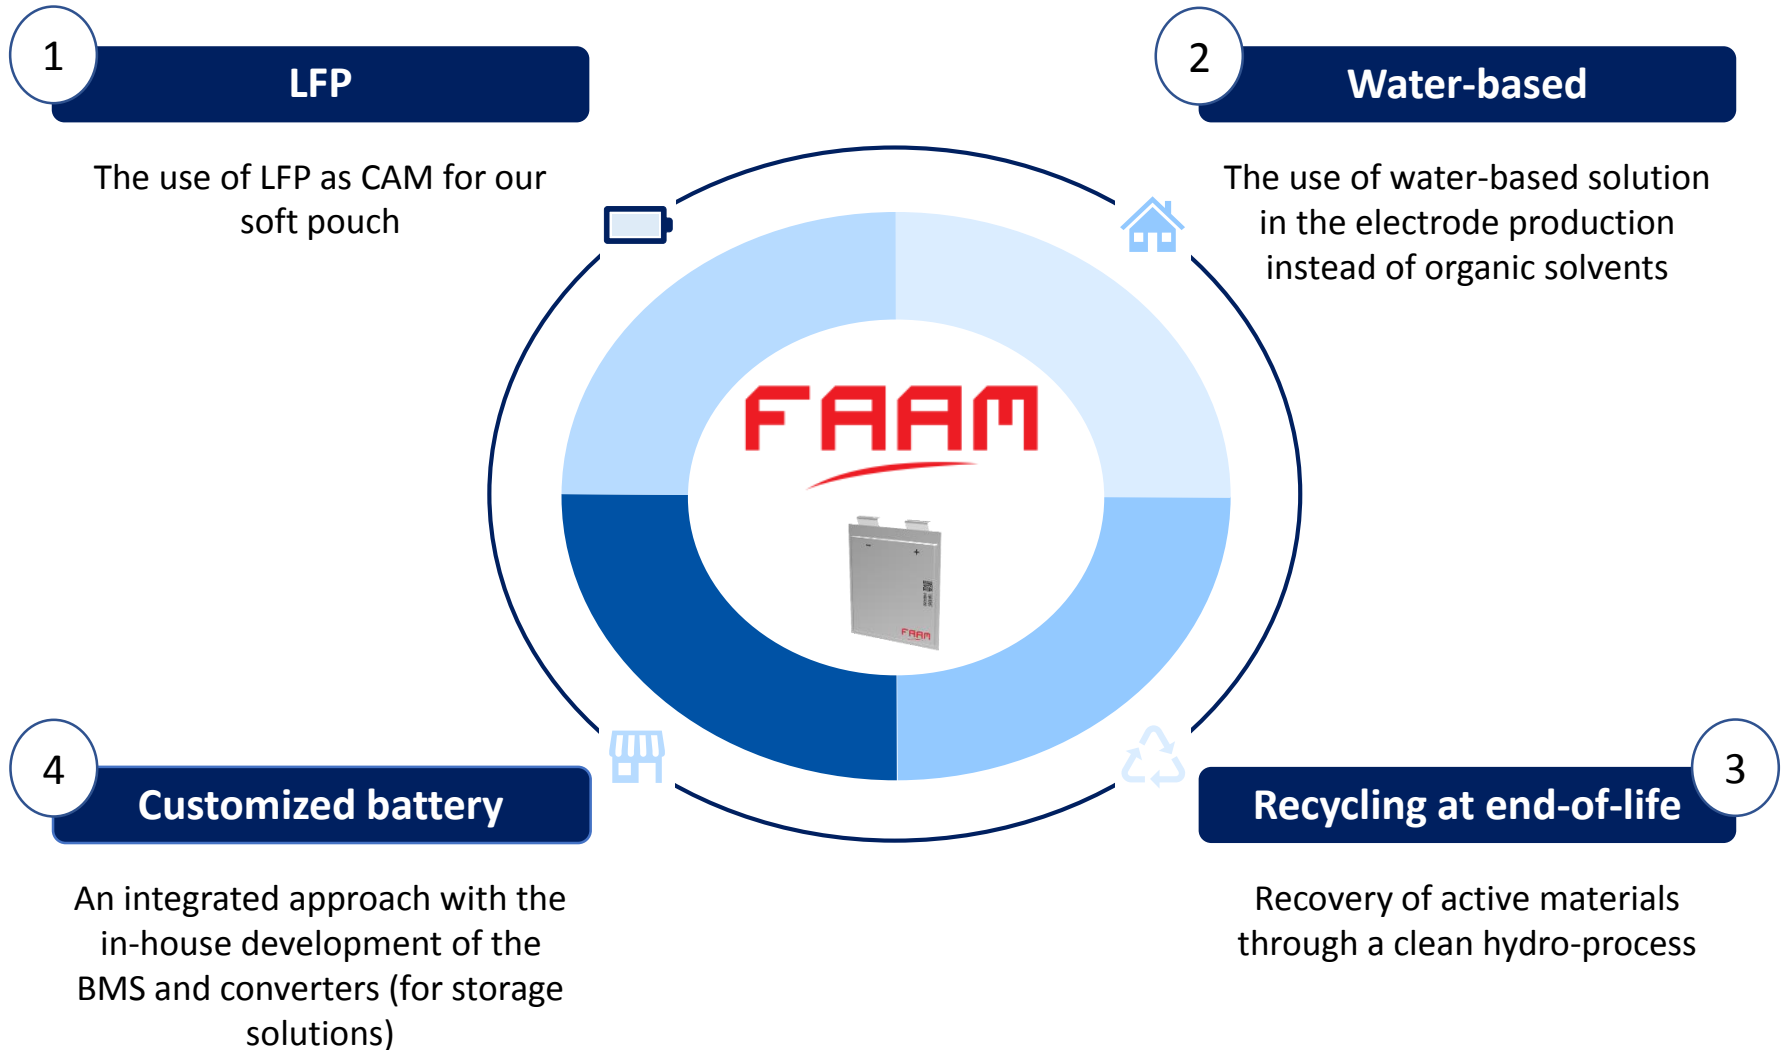 1
LFP
The use of LFP as CAM for our
soft pouch
2
Water-based
The use of water-based solution
in the electrode production
instead of organic solvents
FAAM
- +
FAAM
4
Customized battery
An integrated approach with the
in-house development of the
BMS and converters (for storage
solutions)
3
Recycling at end-of-life
Recovery of active materials
through a clean hydro-process